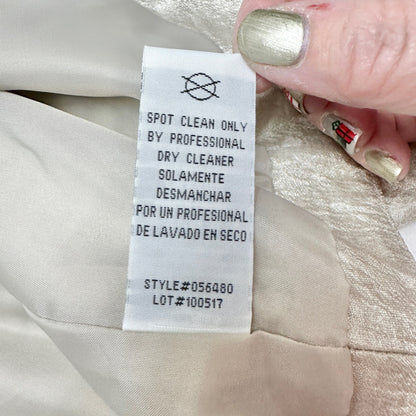 SPOT CLEAN ONLY
BY PROFESSIONAL
DRY CLEANER
SOLAMENTE
DESMANCHAR
POR UN PROFESIONAL
DE LAVADO EN SECO
STYLE#056480
LOT#100517